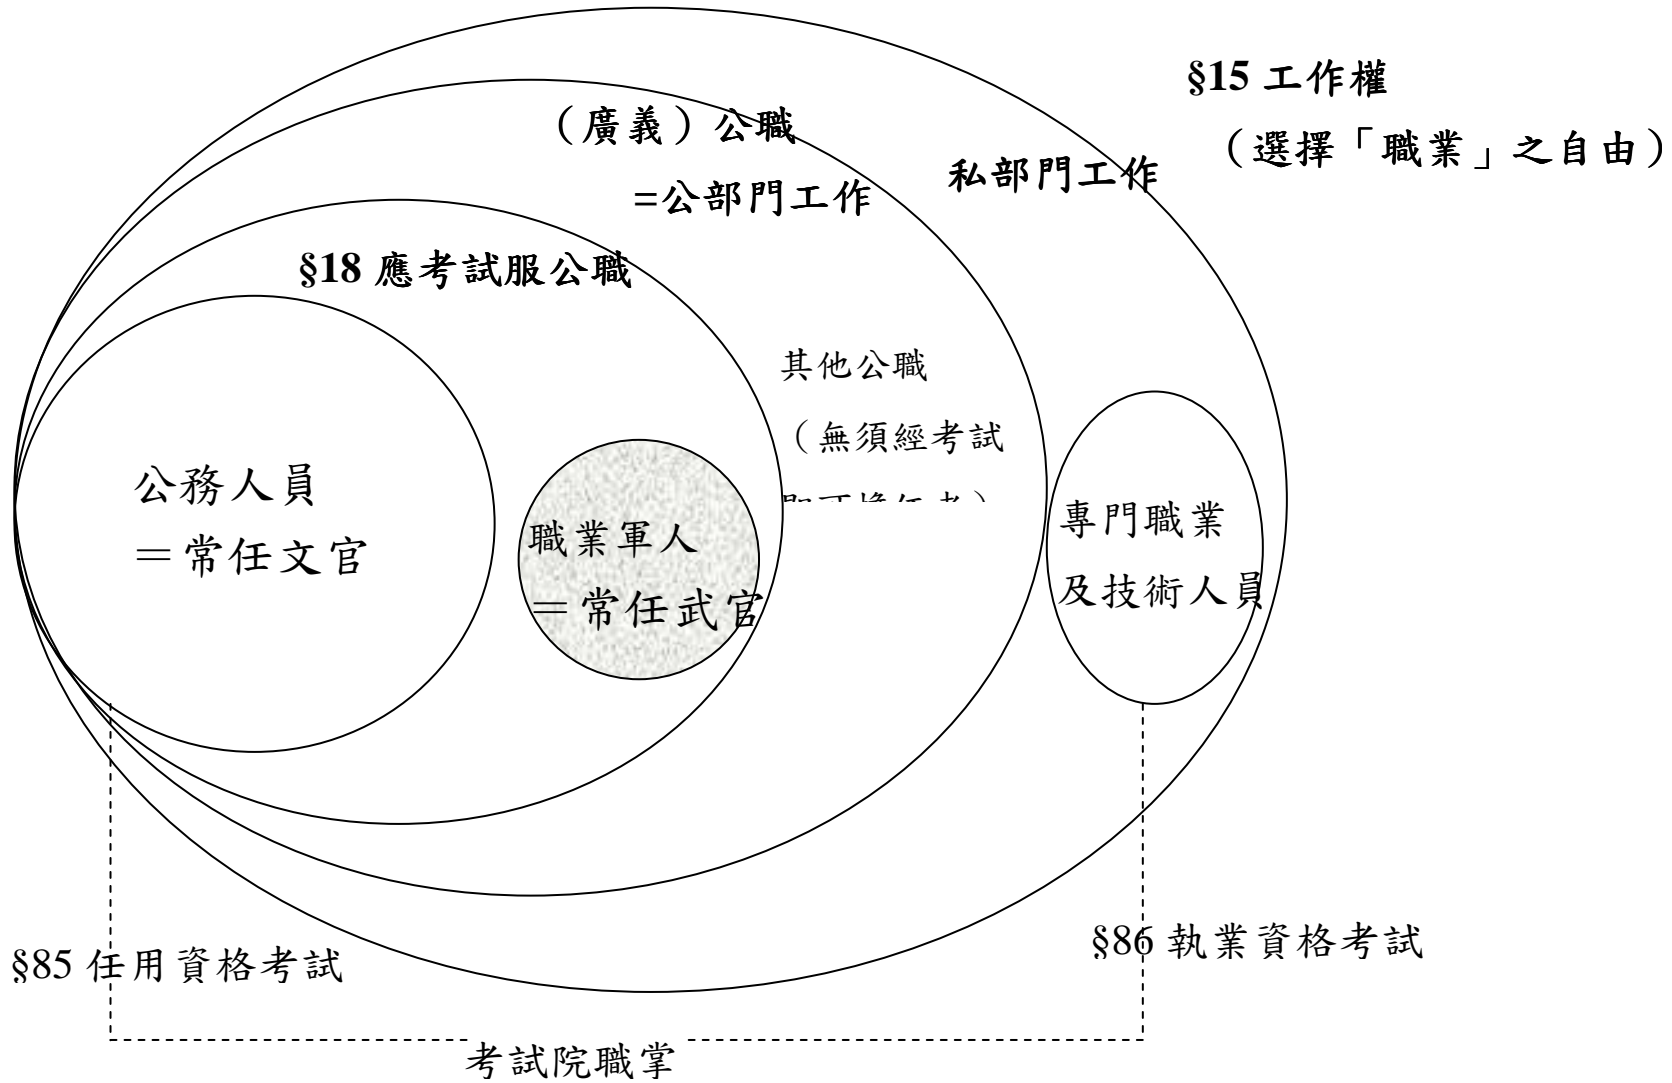 §15 工作權
（選擇「職業」之自由）
（廣義）公職
=公部門工作
私部門工作
§18 應考試服公職
其他公職
（無須經考試
公務人員
＝常任文官
職業軍人
＝常任武官
專門職業
及技術人員
§85 任用資格考試
§86 執業資格考試
考試院職掌